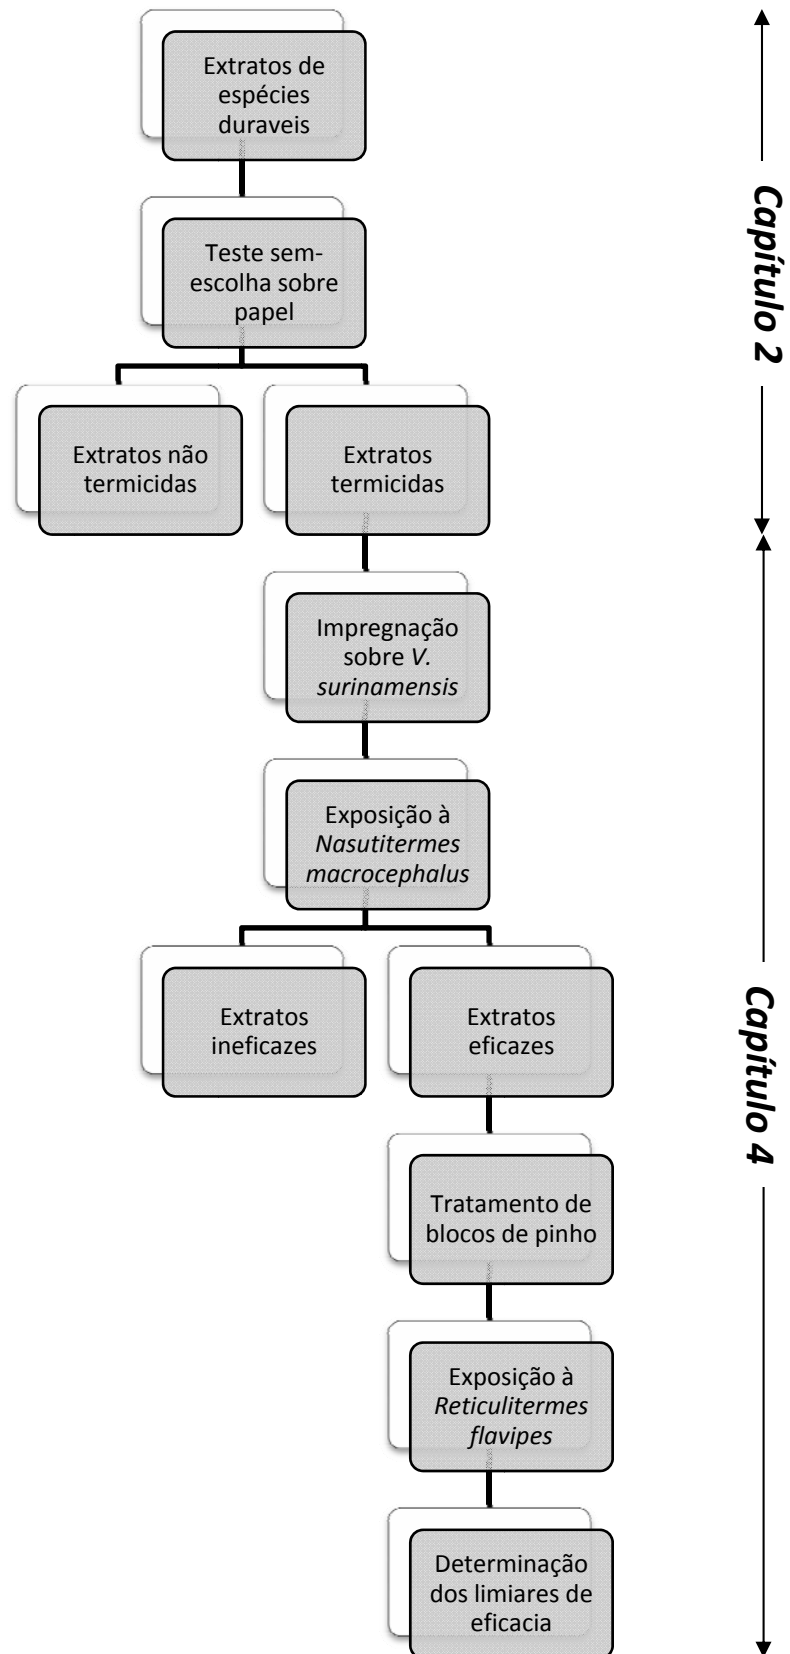 Extratos de
espécies
duraveis
Teste sem-
escolha sobre
papel
Capítulo 2
Extratos não
termicidas
Extratos
termicidas
Impregnação
sobre V.
surinamensis
Exposição à
Nasutitermes
macrocephalus
Extratos
ineficazes
Extratos
eficazes
Capítulo 4
Tratamento de
blocos de pinho
Exposição à
Reticulitermes
flavipes
Determinação
dos limiares de
eficacia